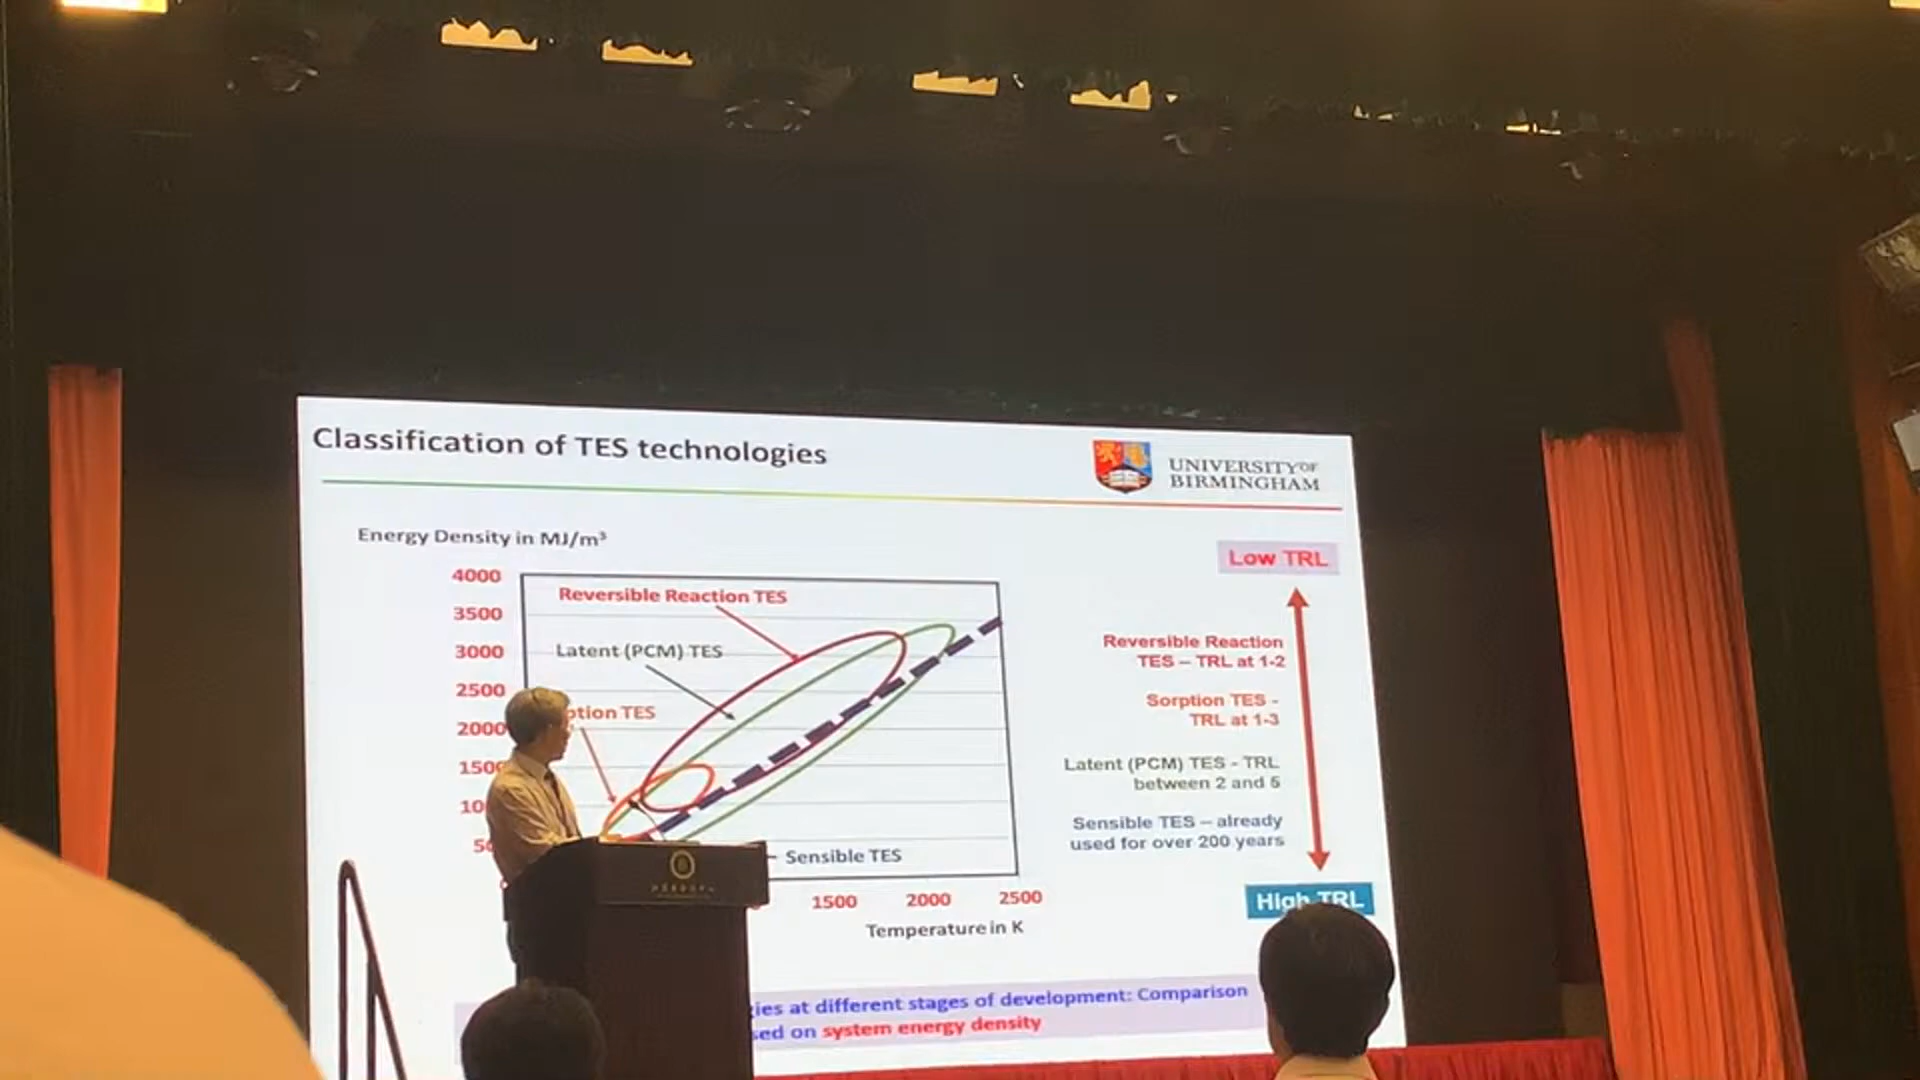 Classification of TES technologies
UNIVERSITY OF
BIRMINGHAM
Energy Density in MJ/m³
4000
3500
3000
2500
2000
1500
Reversible Reaction TES
Latent (PCM) TES
TES
Sensible TES
1500
2000
2500
Temperature in K
Low TRL
Reversible Reaction
TES – TRL at 1-2
Sorption TES -
TRL at 1-3
Latent (PCM) TES - TRL
between 2 and 5
Sensible TES – already
used for over 200 years
High TRL
at different stages of development: Comparison
on system energy density